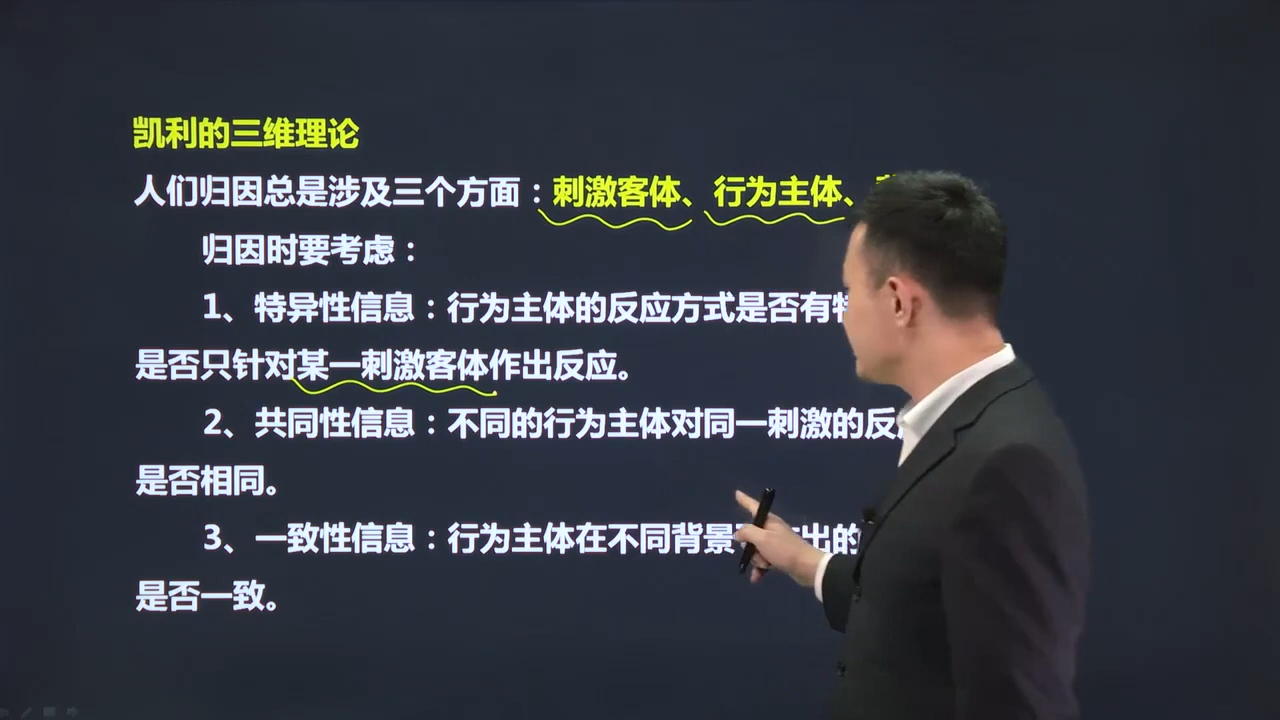 凯利的三维理论
人们归因总是涉及三个方面：刺激客体、行为主体、
归因时要考虑：
1、特异性信息：行为主体的反应方式是否有特
是否只针对某一刺激客体作出反应。
2、共同性信息：不同的行为主体对同一刺激的反
是否相同。
3、一致性信息：行为主体在不同背景下作出的
是否一致。